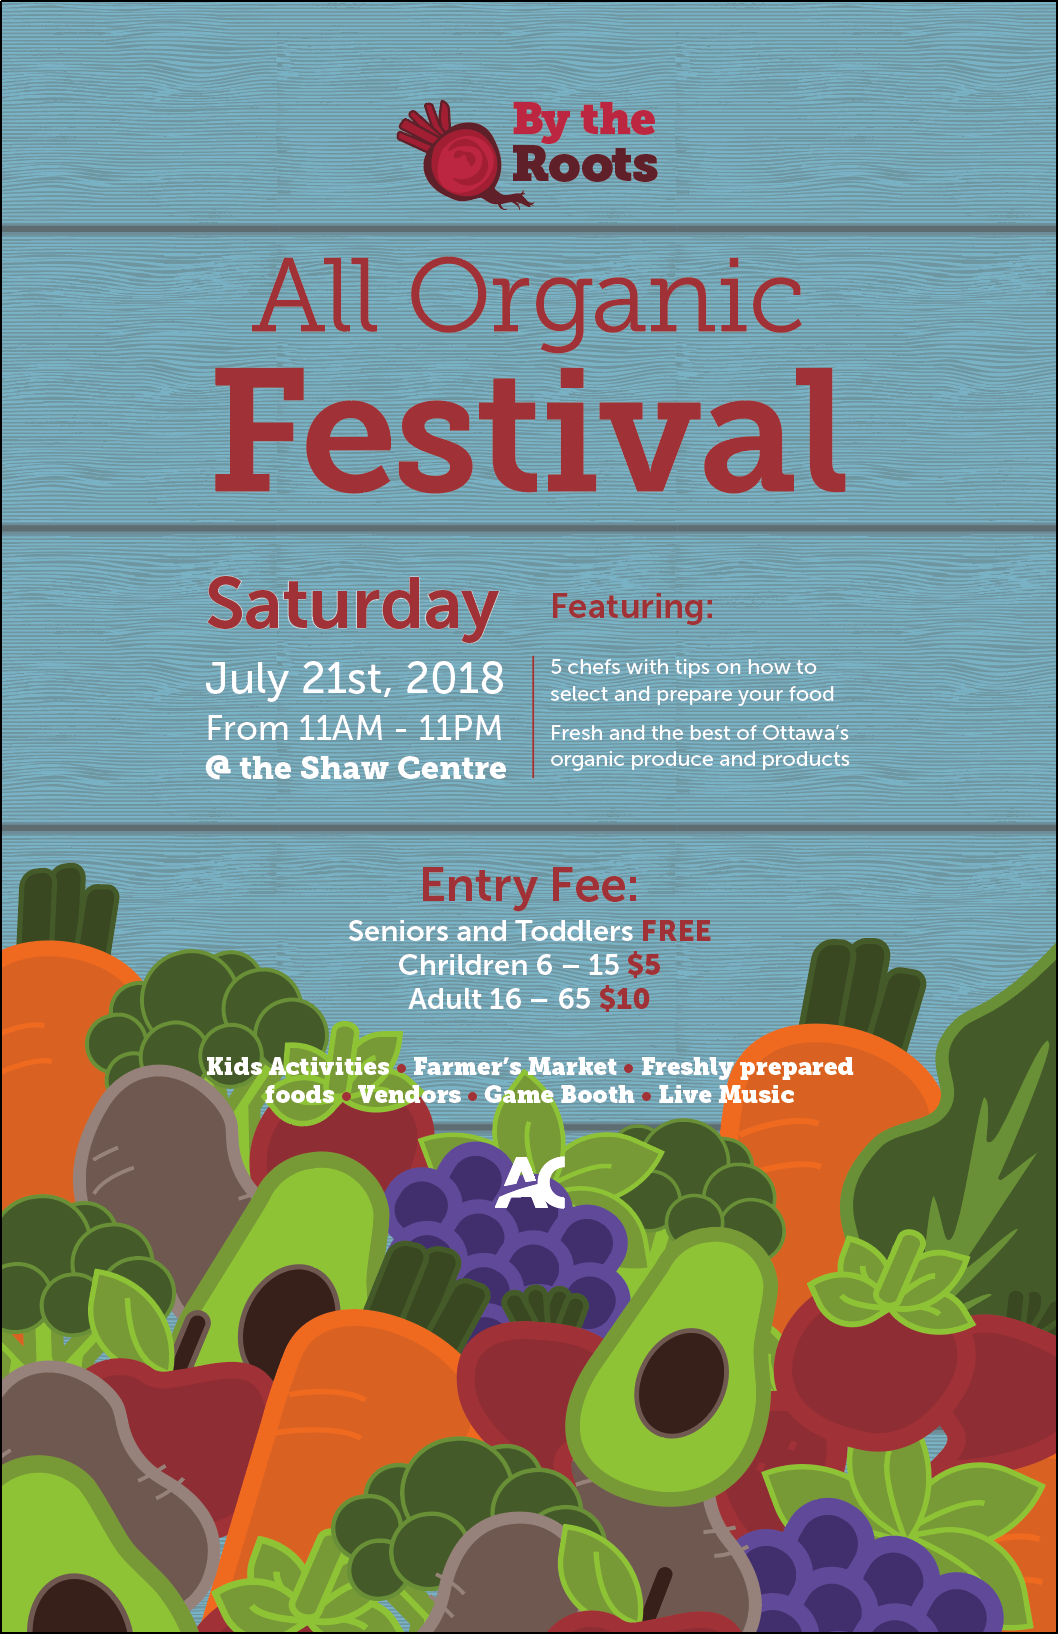 By the
Roots
All Organic
Festival
Saturday
July 21st, 2018
From 11AM - 11PM
@ the Shaw Centre
Featuring:
5 chefs with tips on how to
select and prepare your food
Fresh and the best of Ottawa's
organic produce and products
Entry Fee:
Seniors and Toddlers FREE
Chrildren 6 – 15 $5
Adult 16 – 65 $10
Kids Activities • Farmer's Market • Freshly prepared
foods • Vendors • Game Booth • Live Music
AC